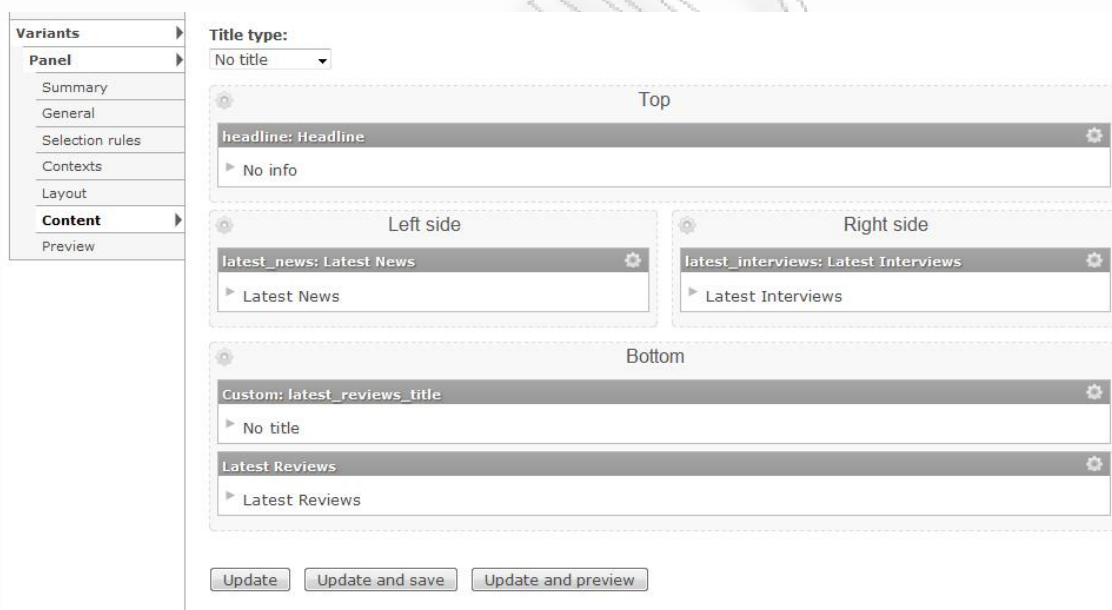 Variants
Panel
Summary
General
Selection rules
Contexts
Layout
Content
Preview
Title type:
No title
Top
headline: Headline
No info
Left side
latest_news: Latest News
Latest News
Right side
latest_interviews: Latest Interviews
Latest Interviews
Bottom
Custom: latest_reviews_title
No title
Latest Reviews
Latest Reviews
Update
Update and save
Update and preview